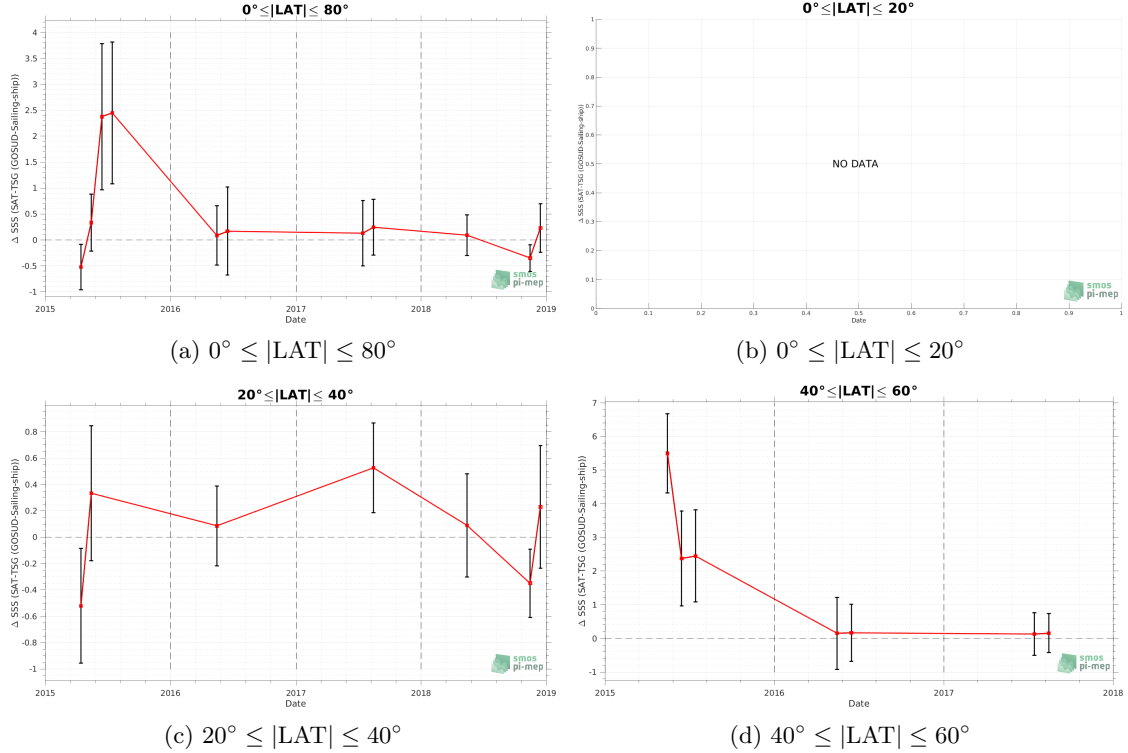 0°≤|LAT|≤ 80°
Δ SSS (SAT-TSG (GOSUD-Sailing-ship))
4
3.5
3
2.5
2
1.5
1
0.5
0
-0.5
-1
2015 2016 2017 2018 2019
Date
smos
pi-mep
(a) 0° ≤ |LAT| ≤ 80°
0°≤|LAT|≤ 20°
Δ SSS (SAT-TSG (GOSUD-Sailing-ship))
1
0.9
0.8
0.7
0.6
0.5
0.4
0.3
0.2
0.1
0
NO DATA
0 0.1 0.2 0.3 0.4 0.5 0.6 0.7 0.8 0.9 1
Date
smos
pi-mep
(b) 0° ≤ |LAT| ≤ 20°
20°≤|LAT|≤ 40°
Δ SSS (SAT-TSG (GOSUD-Sailing-ship))
0.8
0.6
0.4
0.2
0
-0.2
-0.4
-0.6
-0.8
-1
2015 2016 2017 2018 2019
Date
smos
pi-mep
(c) 20° ≤ |LAT| ≤ 40°
40°≤|LAT|≤ 60°
Δ SSS (SAT-TSG (GOSUD-Sailing-ship))
7
6
5
4
3
2
1
0
-1
2015 2016 2017 2018
Date
smos
pi-mep
(d) 40° ≤ |LAT| ≤ 60°